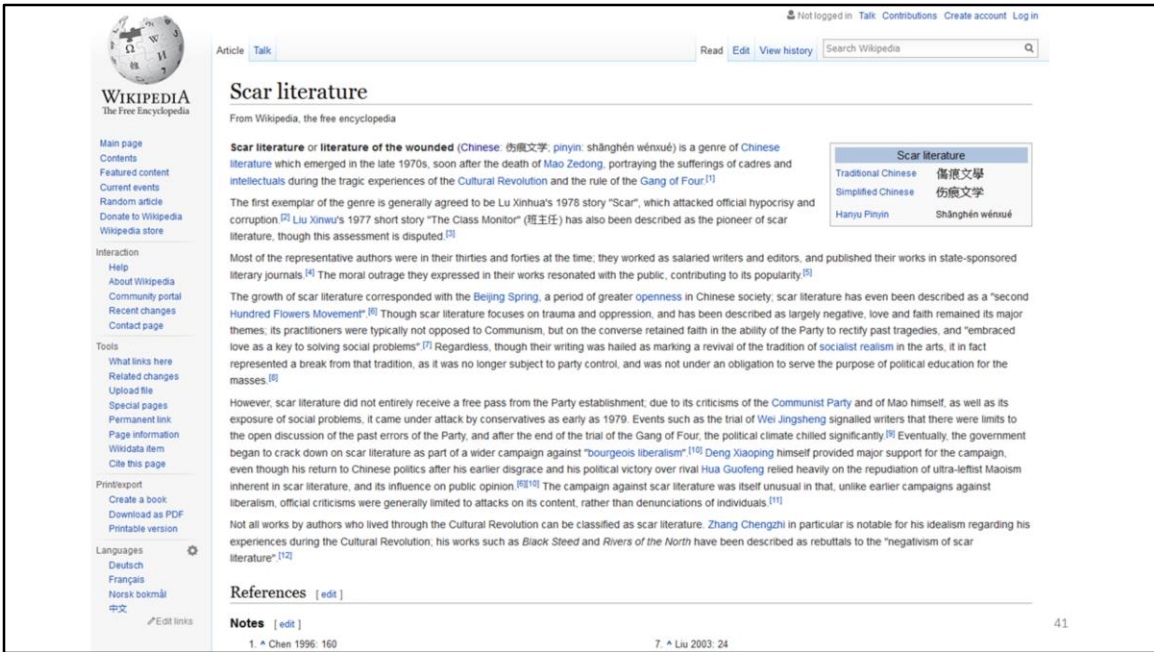 Not logged in Talk Contributions Create account Log in
Article Talk
Read Edit View history Search Wikipedia
WIKIPEDIA
The Free Encyclopedia
Main page
Contents
Featured content
Current events
Random article
Donate to Wikipedia
Wikipedia store
Interaction
Help
About Wikipedia
Community portal
Recent changes
Contact page
Tools
What links here
Related changes
Upload file
Special pages
Permanent link
Page information
Wikidata item
Cite this page
Print/export
Create a book
Download as PDF
Printable version
Languages
Deutsch
Français
Norsk bokmål
中文
Edit links
Scar literature
From Wikipedia, the free encyclopedia
Scar literature or literature of the wounded (Chinese: 伤痕文学; pinyin: shānghén wénxué) is a genre of Chinese
literature which emerged in the late 1970s, soon after the death of Mao Zedong, portraying the sufferings of cadres and
intellectuals during the tragic experiences of the Cultural Revolution and the rule of the Gang of Four.[1]
Scar literature
Traditional Chinese 傷痕文學
Simplified Chinese 伤痕文学
Hanyu Pinyin Shānghén wénxué
The first exemplar of the genre is generally agreed to be Lu Xinhua's 1978 story "Scar", which attacked official hypocrisy and
corruption.[2] Liu Xinwu's 1977 short story "The Class Monitor" (班主任) has also been described as the pioneer of scar
literature, though this assessment is disputed.[3]
Most of the representative authors were in their thirties and forties at the time; they worked as salaried writers and editors, and published their works in state-sponsored
literary journals.[4] The moral outrage they expressed in their works resonated with the public, contributing to its popularity.[5]
The growth of scar literature corresponded with the Beijing Spring, a period of greater openness in Chinese society; scar literature has even been described as a "second
Hundred Flowers Movement".[6] Though scar literature focuses on trauma and oppression, and has been described as largely negative, love and faith remained its major
themes; its practitioners were typically not opposed to Communism, but on the converse retained faith in the ability of the Party to rectify past tragedies, and "embraced
love as a key to solving social problems".[7] Regardless, though their writing was hailed as marking a revival of the tradition of socialist realism in the arts, it in fact
represented a break from that tradition, as it was no longer subject to party control, and was not under an obligation to serve the purpose of political education for the
masses.[8]
However, scar literature did not entirely receive a free pass from the Party establishment; due to its criticisms of the Communist Party and of Mao himself, as well as its
exposure of social problems, it came under attack by conservatives as early as 1979. Events such as the trial of Wei Jingsheng signalled writers that there were limits to
the open discussion of the past errors of the Party, and after the end of the trial of the Gang of Four, the political climate chilled significantly.[9] Eventually, the government
began to crack down on scar literature as part of a wider campaign against "bourgeois liberalism".[10] Deng Xiaoping himself provided major support for the campaign,
even though his return to Chinese politics after his earlier disgrace and his political victory over rival Hua Guofeng relied heavily on the repudiation of ultra-leftist Maoism
inherent in scar literature, and its influence on public opinion.[6][10] The campaign against scar literature was itself unusual in that, unlike earlier campaigns against
liberalism, official criticisms were generally limited to attacks on its content, rather than denunciations of individuals.[11]
Not all works by authors who lived through the Cultural Revolution can be classified as scar literature. Zhang Chengzhi in particular is notable for his idealism regarding his
experiences during the Cultural Revolution; his works such as Black Steed and Rivers of the North have been described as rebuttals to the "negativism of scar
literature".[12]
References [ edit ]
Notes [ edit ]
1. ^ Chen 1996: 160
7. ^ Liu 2003: 24
41